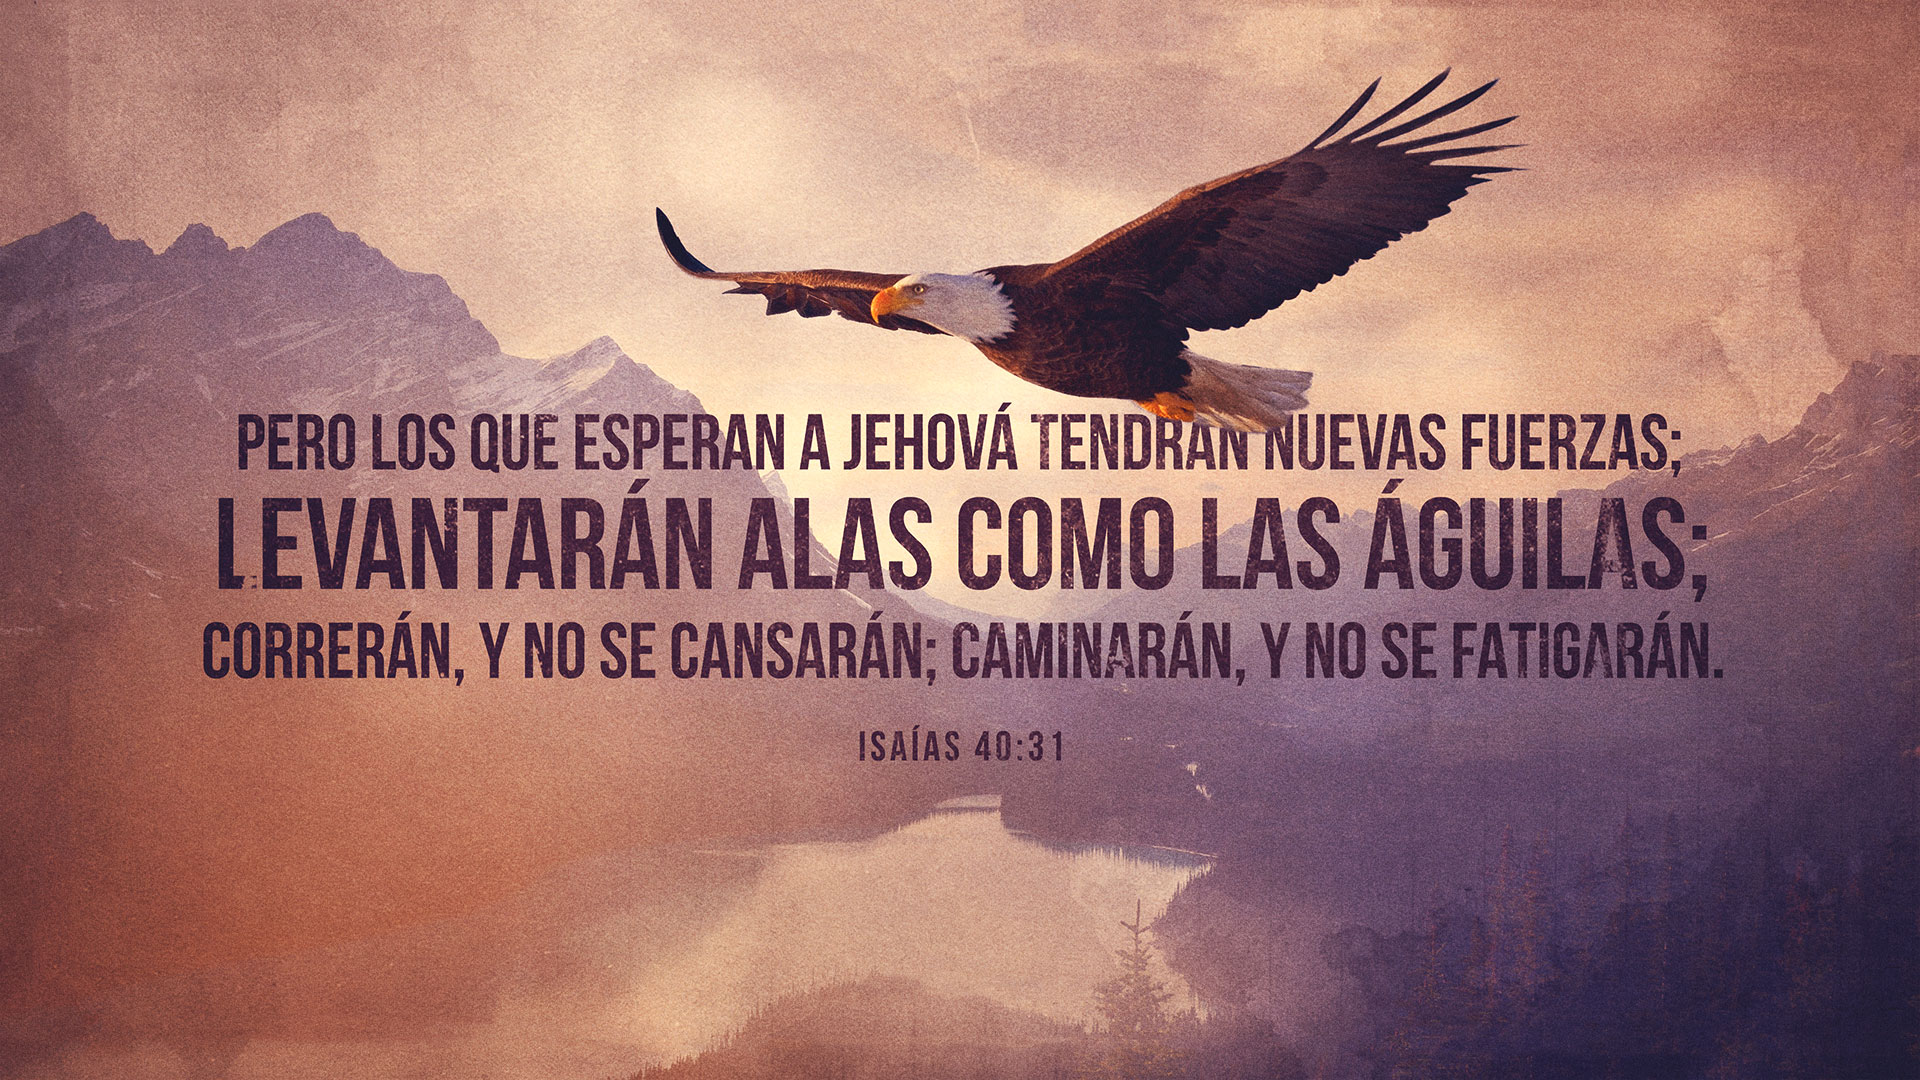 PERO LOS QUE ESPERAN A JEHOVÁ TENDRÁN NUEVAS FUERZAS;
LEVANTARÁN ALAS COMO LAS ÁGUILAS;
CORRERÁN, Y NO SE CANSARÁN; CAMINARÁN, Y NO SE FATIGARÁN.
ISAÍAS 40:31